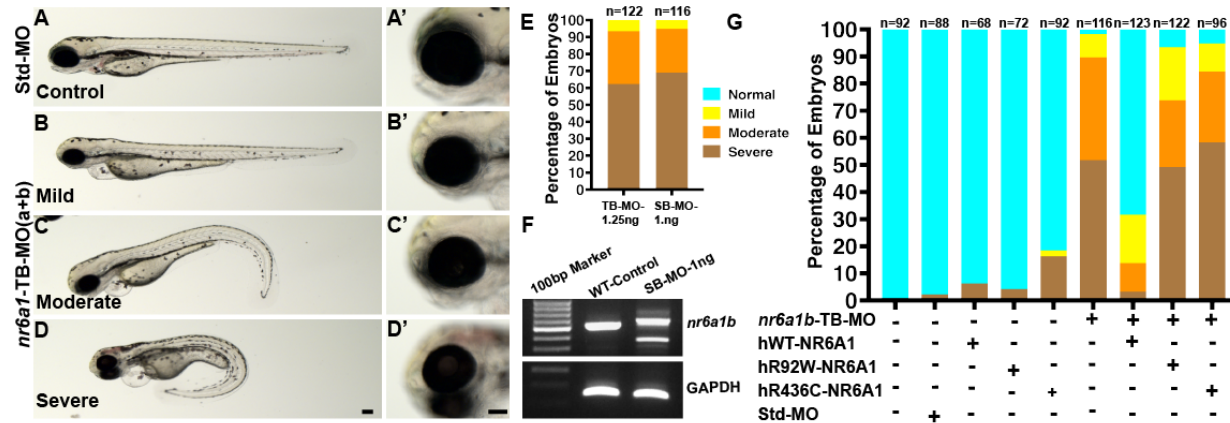 A
A'
Std-MO
Control
B
B'
Mild
nr6a1-TB-MO(a+b)
C
C'
Moderate
D
D'
Severe
E
n=122 n=116
Percentage of Embryos
100
90
80
70
60
50
40
30
20
10
0
TB-MO-
1.25ng
SB-MO-
1.ng
Normal
Mild
Moderate
Severe
F
100bp Marker
WT-Control
SB-MO-1ng
nr6a1b
GAPDH
G
n=92 n=88 n=68 n=72 n=92 n=116 n=123 n=122 n=96
Percentage of Embryos
100
90
80
70
60
50
40
30
20
10
0
nr6a1b-TB-MO - - - - - + + + +
hWT-NR6A1 - - + - - - + - -
hR92W-NR6A1 - - - + - - - + -
hR436C-NR6A1 - - - - + - - - +
Std-MO - + - - - - - - -